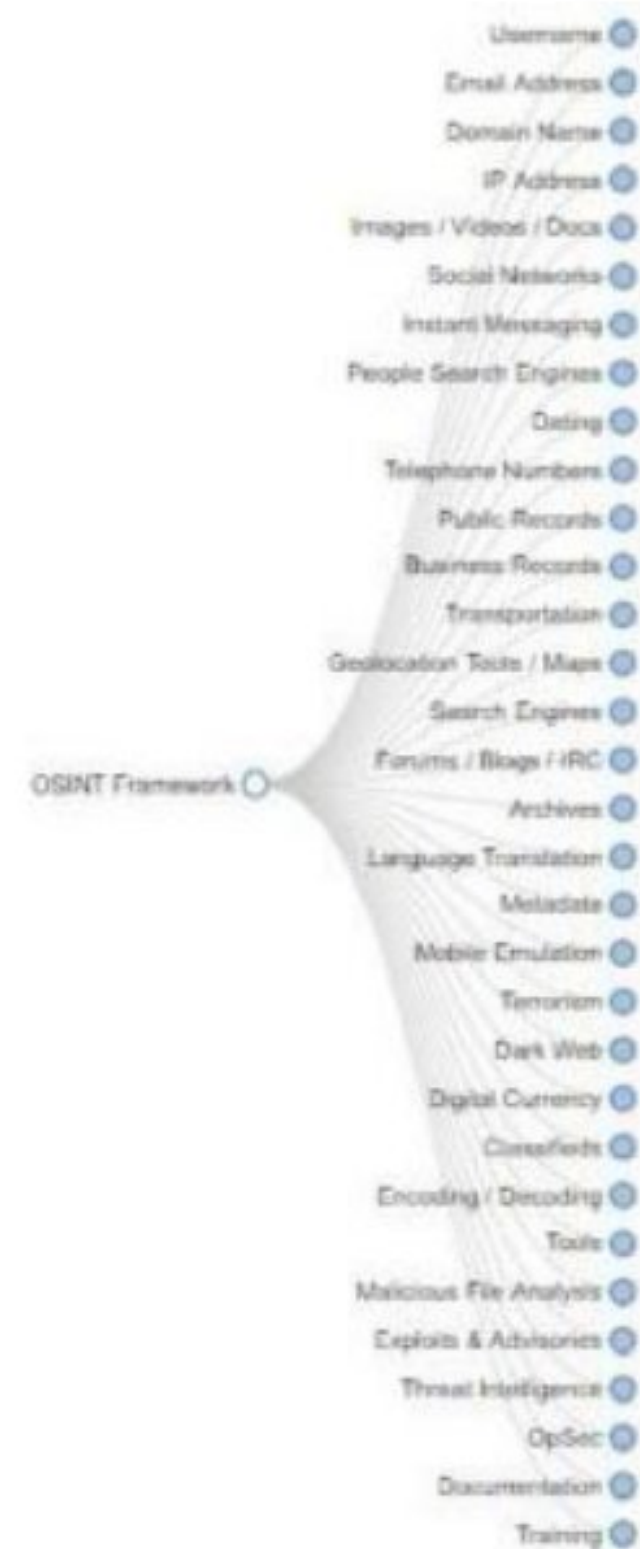 Username
Email Address
Domain Name
IP Address
Images / Videos / Docs
Social Networks
Instant Messaging
People Search Engines
Dating
Telephone Numbers
Public Records
Business Records
Transportation
Geolocation Tools / Maps
Search Engines
Forums / Blogs / IRC
OSINT Framework
Archives
Language Translation
Metadata
Mobile Emulation
Terrorism
Dark Web
Digital Currency
Classifieds
Encoding / Decoding
Tools
Malicious File Analysis
Exploits & Advisories
Threat Intelligence
OpSec
Documentation
Training